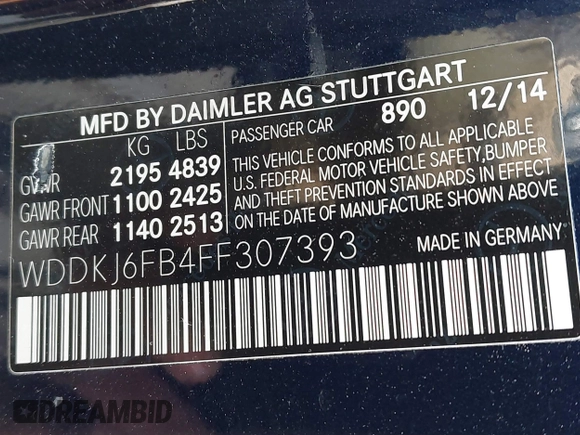 MFD BY DAIMLER AG STUTTGART
KG LBS
GVWR 2195 4839
GAWR FRONT 1100 2425
GAWR REAR 1140 2513
PASSENGER CAR 890 12/14
THIS VEHICLE CONFORMS TO ALL APPLICABLE
U.S. FEDERAL MOTOR VEHICLE SAFETY, BUMPER
AND THEFT PREVENTION STANDARDS IN EFFECT
ON THE DATE OF MANUFACTURE SHOWN ABOVE
WDDKJ6FB4FF307393
MADE IN GERMANY
DREAMBID